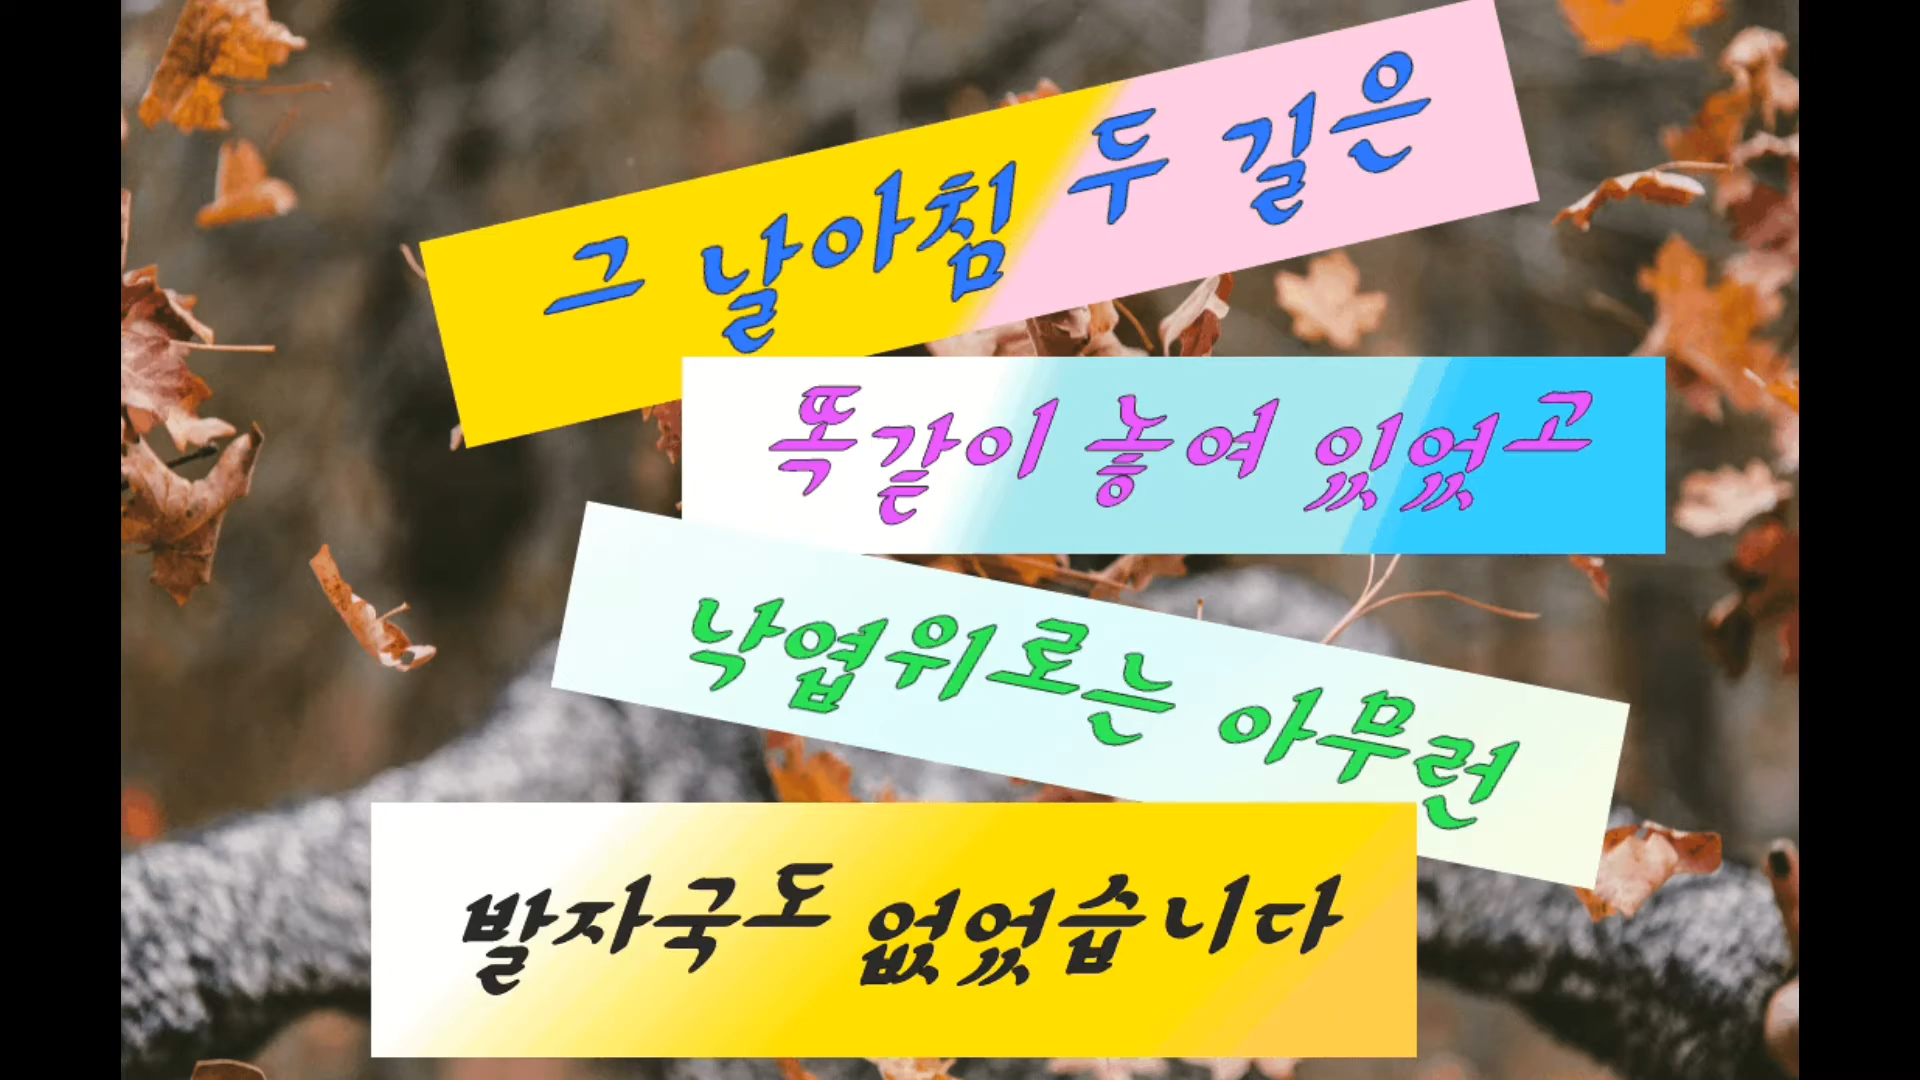 그 날아침 두 길은
똑같이 놓여 있었고
낙엽위로는 아무런
발자국도 없었습니다